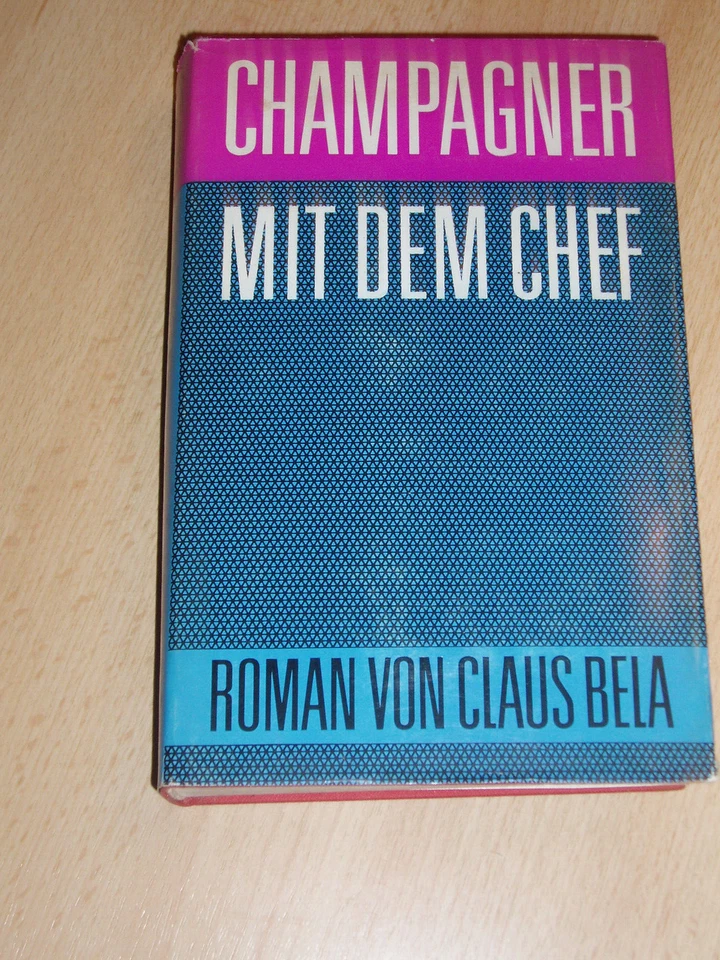 CHAMPAGNER
MIT DEM CHEF
ROMAN VON CLAUS BELA